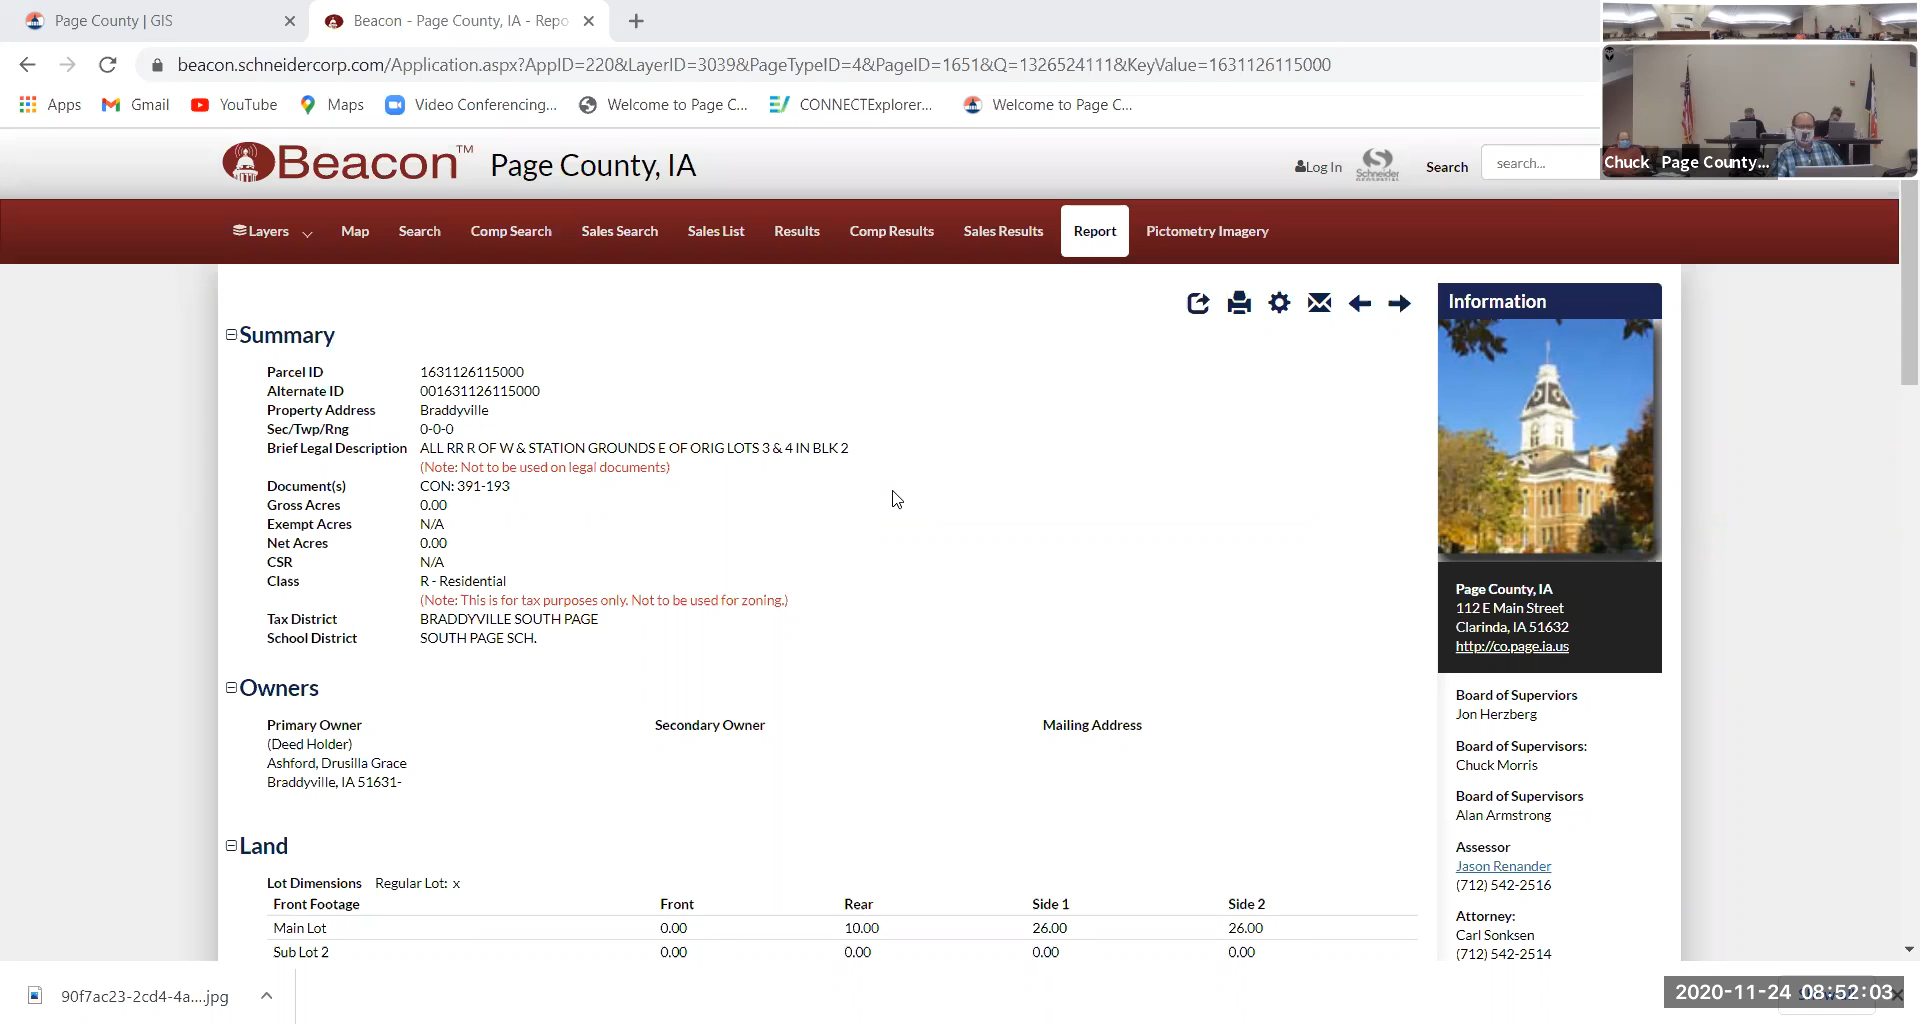 Page County | GIS
Beacon - Page County, IA - Repo
beacon.schneidercorp.com/Application.aspx?AppID=220&LayerID=3039&PageTypeID=4&PageID=1651&Q=1326524111&KeyValue=1631126115000
Apps Gmail YouTube Maps Video Conferencing... Welcome to Page C... CONNECTExplorer... Welcome to Page C...
Chuck Page County...
Beacon™ Page County, IA
Log In Schneider Search search...
Layers Map Search Comp Search Sales Search Sales List Results Comp Results Sales Results Report Pictometry Imagery
Summary
Parcel ID 1631126115000
Alternate ID 001631126115000
Property Address Braddyville
Sec/Twp/Rng 0-0-0
Brief Legal Description ALL RR R OF W & STATION GROUNDS E OF ORIG LOTS 3 & 4 IN BLK 2
(Note: Not to be used on legal documents)
Document(s) CON: 391-193
Gross Acres 0.00
Exempt Acres N/A
Net Acres 0.00
CSR N/A
Class R - Residential
(Note: This is for tax purposes only. Not to be used for zoning.)
Tax District BRADDYVILLE SOUTH PAGE
School District SOUTH PAGE SCH.
Owners
Primary Owner Secondary Owner Mailing Address
(Deed Holder)
Ashford, Drusilla Grace
Braddyville, IA 51631-
Land
Lot Dimensions Regular Lot: x
Front Footage Front Rear Side 1 Side 2
Main Lot 0.00 10.00 26.00 26.00
Sub Lot 2 0.00 0.00 0.00 0.00
Information
Page County, IA
112 E Main Street
Clarinda, IA 51632
http://co.page.ia.us
Board of Superviors
Jon Herzberg
Board of Supervisors:
Chuck Morris
Board of Supervisors
Alan Armstrong
Assessor
Jason Renander
(712) 542-2516
Attorney:
Carl Sonksen
(712) 542-2514
90f7ac23-2cd4-4a....jpg
2020-11-24 08:52:03